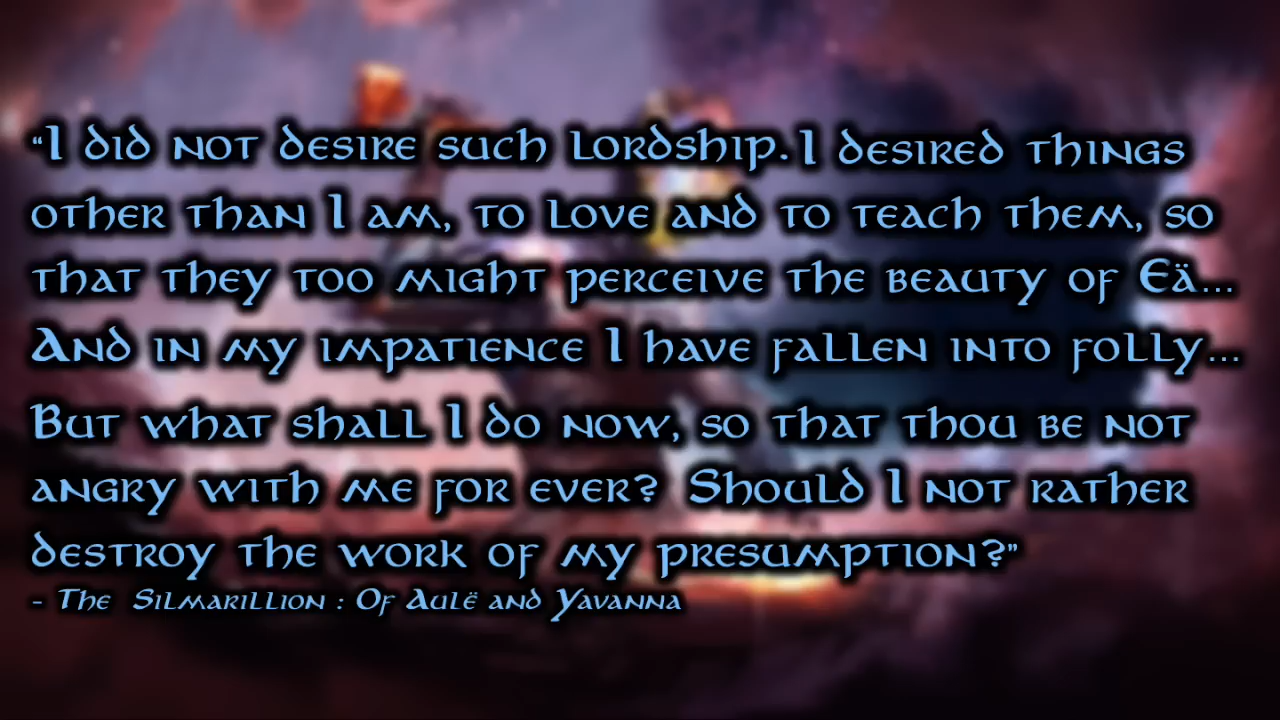 “I did not desire such lordship. I desired things
other than I am, to love and to teach them, so
that they too might perceive the beauty of Eä...
And in my impatience I have fallen into folly...
But what shall I do now, so that thou be not
angry with me for ever? Should I not rather
destroy the work of my presumption?”
- The Silmarillion : Of Aulë and Yavanna